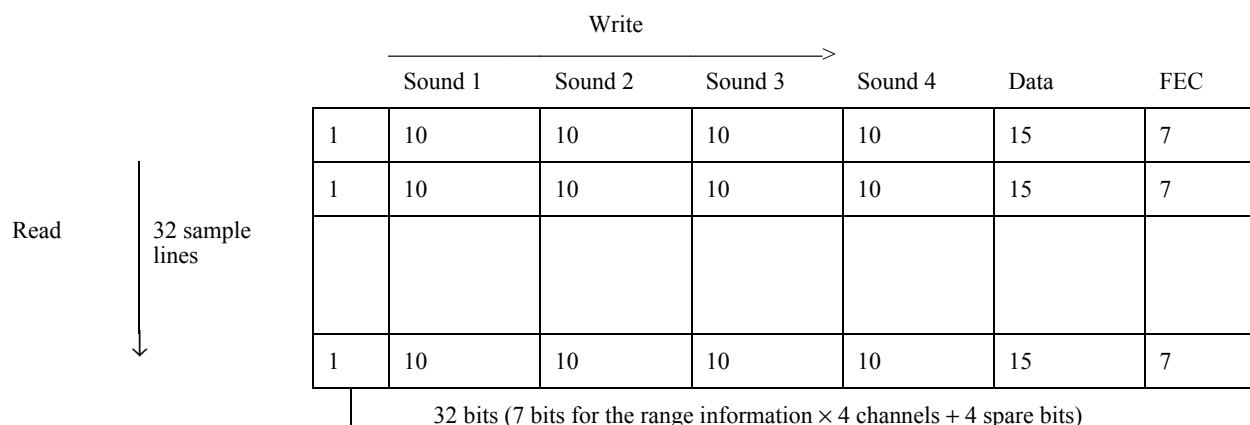 Write
Sound 1 Sound 2 Sound 3 Sound 4 Data FEC
1 10 10 10 10 15 7
1 10 10 10 10 15 7
Read 32 sample
lines
1 10 10 10 10 15 7
32 bits (7 bits for the range information × 4 channels + 4 spare bits)